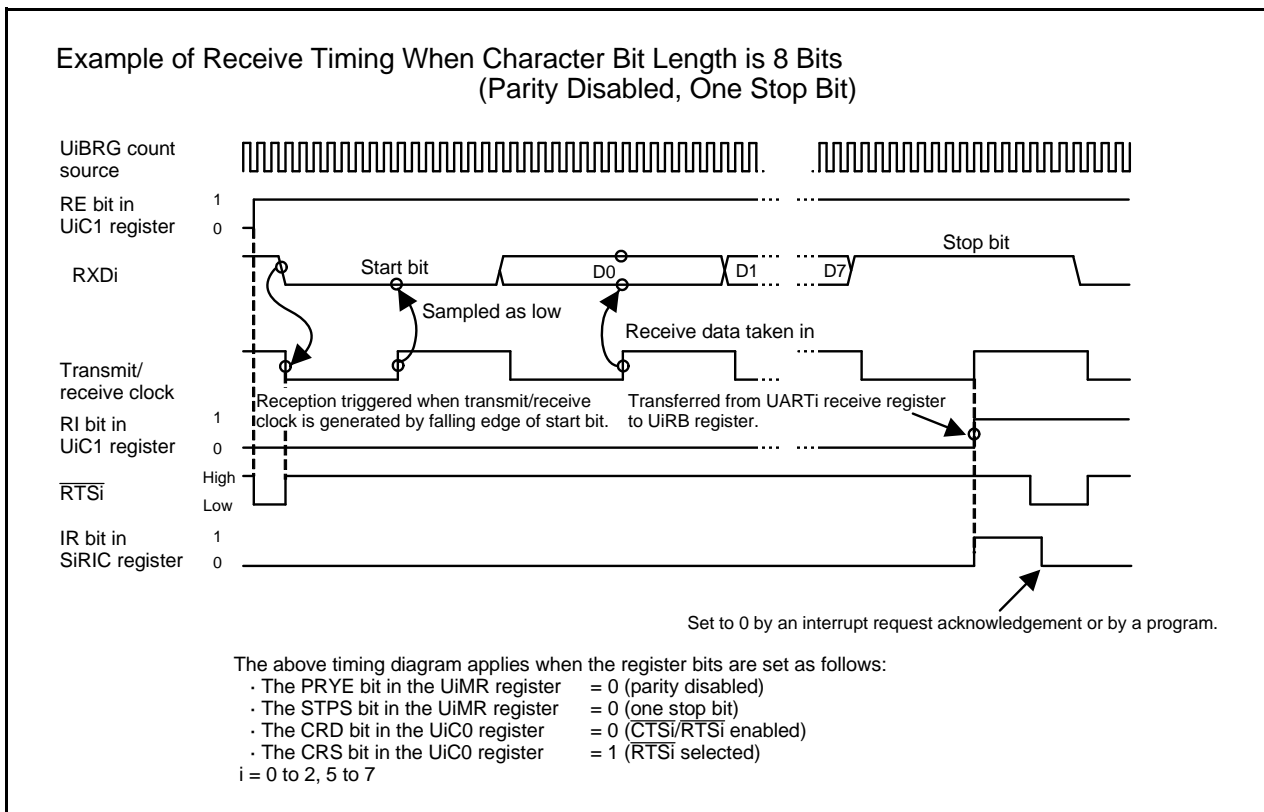 Example of Receive Timing When Character Bit Length is 8 Bits
(Parity Disabled, One Stop Bit)
UiBRG count
source
RE bit in
UiC1 register
1
0
RXDi
Start bit
D0
D1
D7
Stop bit
Sampled as low
Receive data taken in
Transmit/
receive clock
Reception triggered when transmit/receive
clock is generated by falling edge of start bit.
Transferred from UARTi receive register
to UiRB register.
RI bit in
UiC1 register
1
0
RTSi
High
Low
IR bit in
SiRIC register
1
0
Set to 0 by an interrupt request acknowledgement or by a program.
The above timing diagram applies when the register bits are set as follows:
· The PRYE bit in the UiMR register = 0 (parity disabled)
· The STPS bit in the UiMR register = 0 (one stop bit)
· The CRD bit in the UiC0 register = 0 (CTSi/RTSi enabled)
· The CRS bit in the UiC0 register = 1 (RTSi selected)
i = 0 to 2, 5 to 7